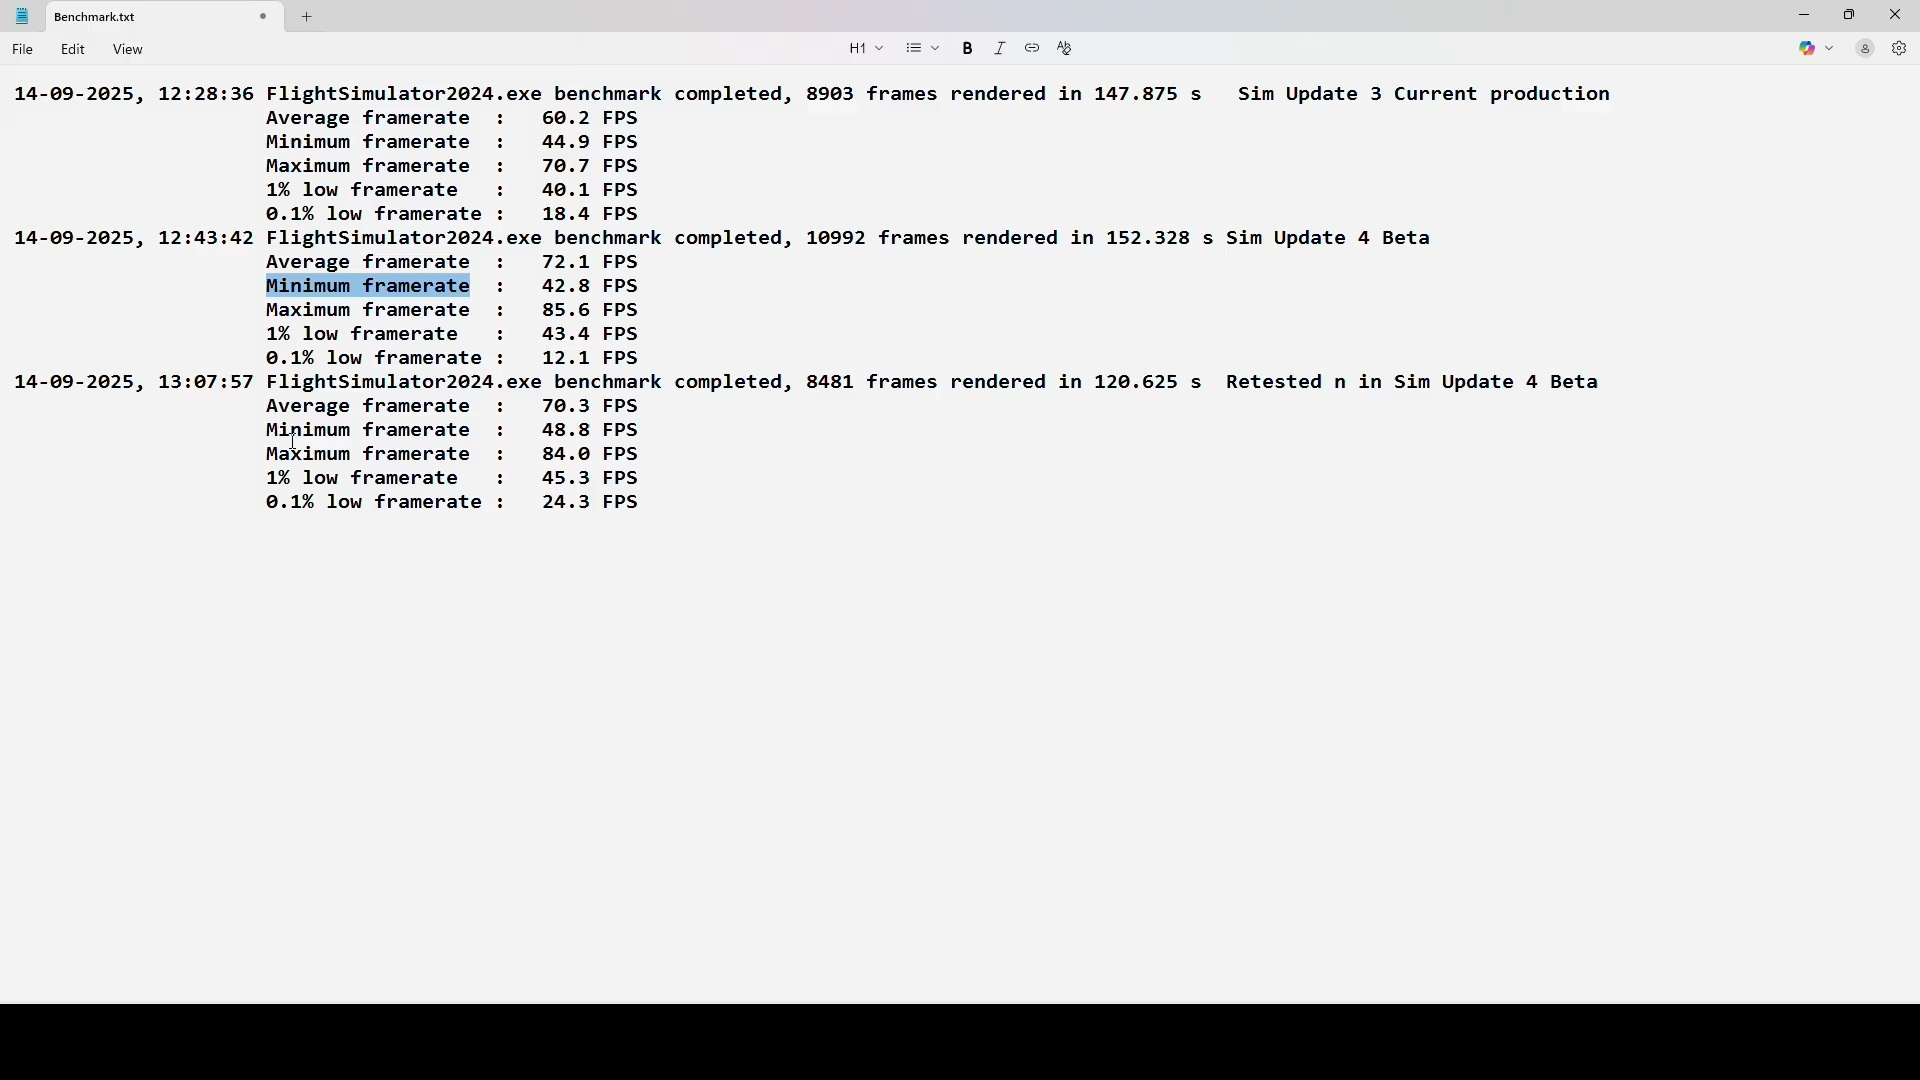 Benchmark.txt
File Edit View H1
14-09-2025, 12:28:36 FlightSimulator2024.exe benchmark completed, 8903 frames rendered in 147.875 s Sim Update 3 Current production
Average framerate : 60.2 FPS
Minimum framerate : 44.9 FPS
Maximum framerate : 70.7 FPS
1% low framerate : 40.1 FPS
0.1% low framerate : 18.4 FPS
14-09-2025, 12:43:42 FlightSimulator2024.exe benchmark completed, 10992 frames rendered in 152.328 s Sim Update 4 Beta
Average framerate : 72.1 FPS
Minimum framerate : 42.8 FPS
Maximum framerate : 85.6 FPS
1% low framerate : 43.4 FPS
0.1% low framerate : 12.1 FPS
14-09-2025, 13:07:57 FlightSimulator2024.exe benchmark completed, 8481 frames rendered in 120.625 s Retested n in Sim Update 4 Beta
Average framerate : 70.3 FPS
Minimum framerate : 48.8 FPS
Maximum framerate : 84.0 FPS
1% low framerate : 45.3 FPS
0.1% low framerate : 24.3 FPS